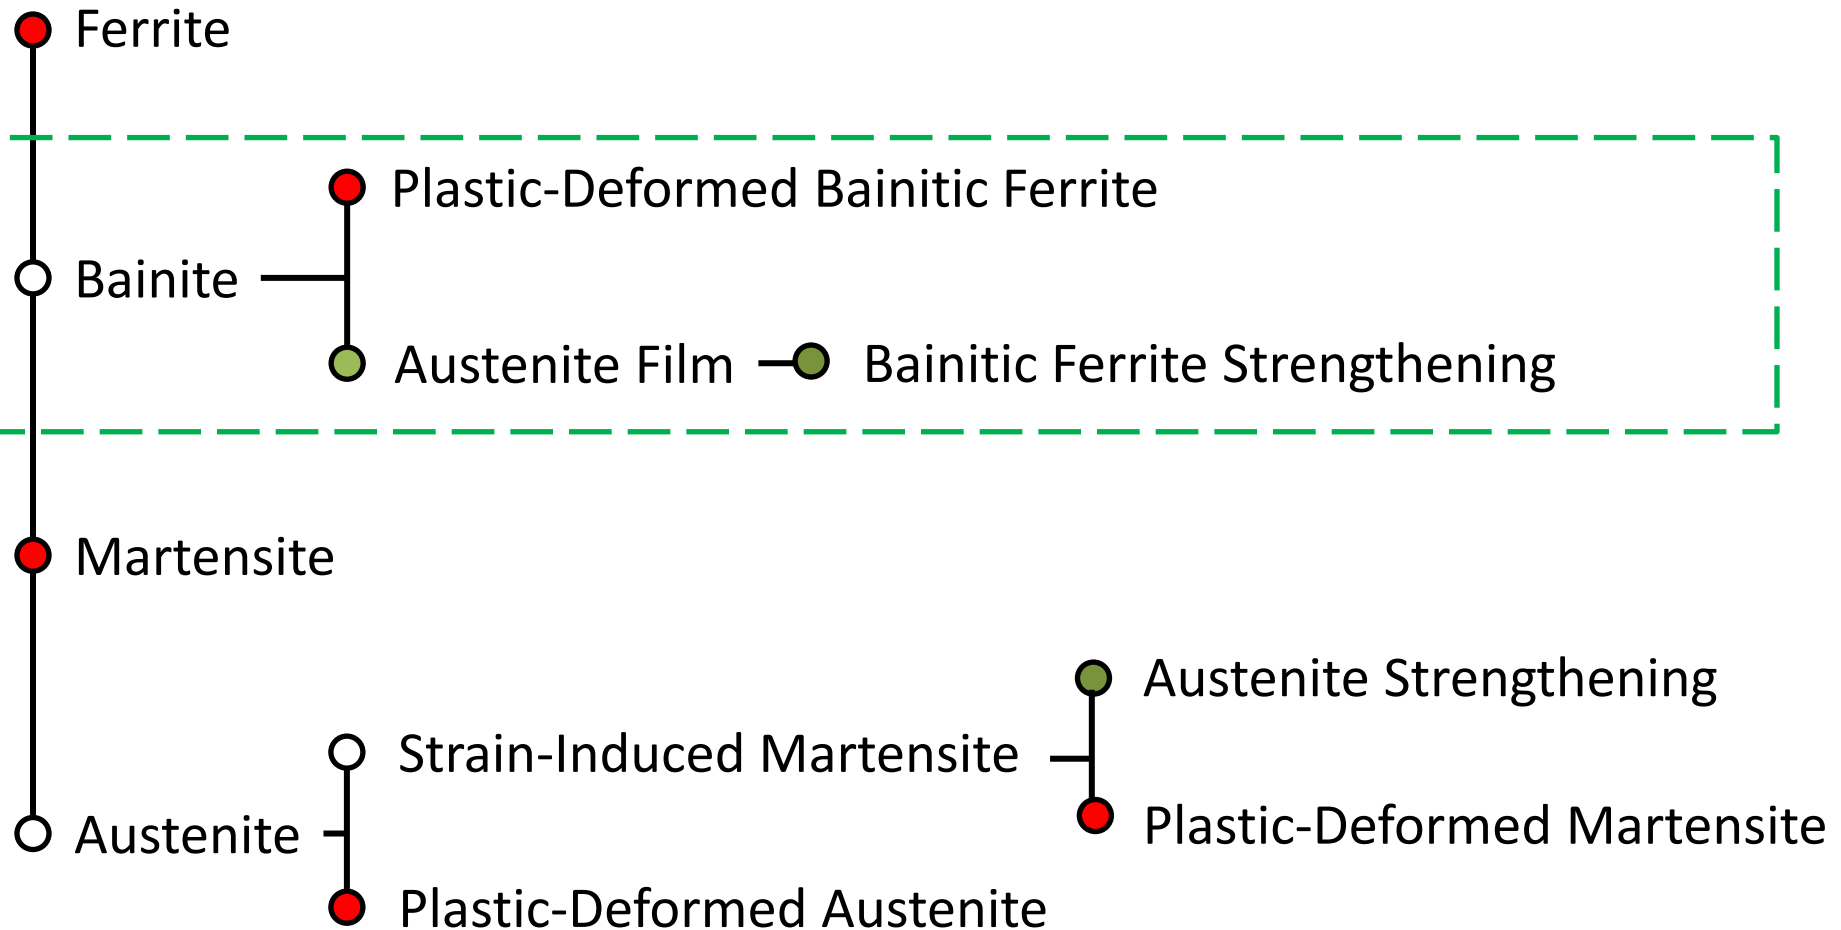 Ferrite
Plastic-Deformed Bainitic Ferrite
Bainite
Austenite Film
Bainitic Ferrite Strengthening
Martensite
Austenite Strengthening
Strain-Induced Martensite
Plastic-Deformed Martensite
Austenite
Plastic-Deformed Austenite